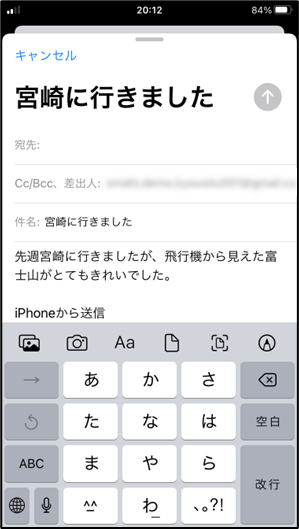 20:12
84%
キャンセル
宮崎に行きました
宛先:
Cc/Bcc、差出人:
件名: 宮崎に行きました
先週宮崎に行きましたが、飛行機から見えた富
士山がとてもきれいでした。
iPhoneから送信
Aa
→ あ か さ
た な は 空白
ABC ま や ら
^^ わ_ 、。?! 改行